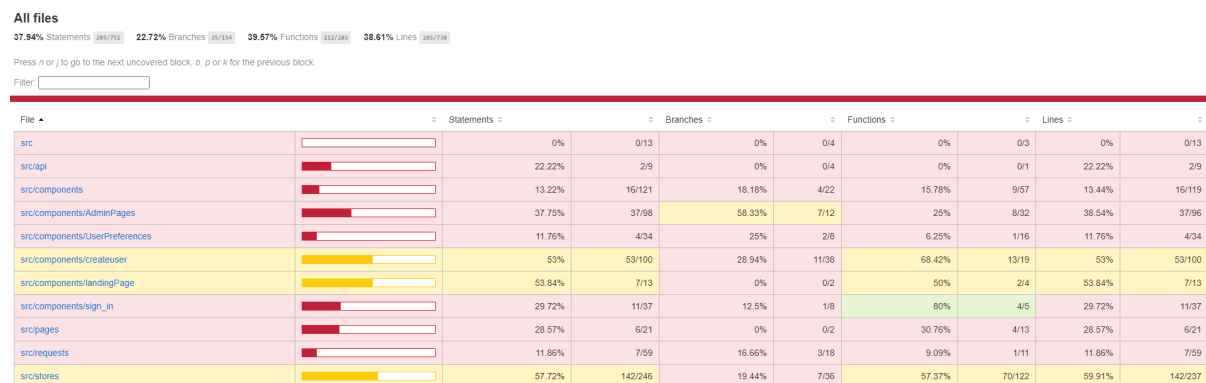 All files
37.94% Statements 285/751 22.72% Branches 35/154 39.57% Functions 112/283 38.61% Lines 285/738
Press n or j to go to the next uncovered block, b, p or k for the previous block.
Filter:
File Statements Branches Functions Lines
src 0% 0/13 0% 0/4 0% 0/3 0% 0/13
src/api 22.22% 2/9 0% 0/4 0% 0/1 22.22% 2/9
src/components 13.22% 16/121 18.18% 4/22 15.78% 9/57 13.44% 16/119
src/components/AdminPages 37.75% 37/98 58.33% 7/12 25% 8/32 38.54% 37/96
src/components/UserPreferences 11.76% 4/34 25% 2/8 6.25% 1/16 11.76% 4/34
src/components/createuser 53% 53/100 28.94% 11/38 68.42% 13/19 53% 53/100
src/components/landingPage 53.84% 7/13 0% 0/2 50% 2/4 53.84% 7/13
src/components/sign_in 29.72% 11/37 12.5% 1/8 80% 4/5 29.72% 11/37
src/pages 28.57% 6/21 0% 0/2 30.76% 4/13 28.57% 6/21
src/requests 11.86% 7/59 16.66% 3/18 9.09% 1/11 11.86% 7/59
src/stores 57.72% 142/246 19.44% 7/36 57.37% 70/122 59.91% 142/237